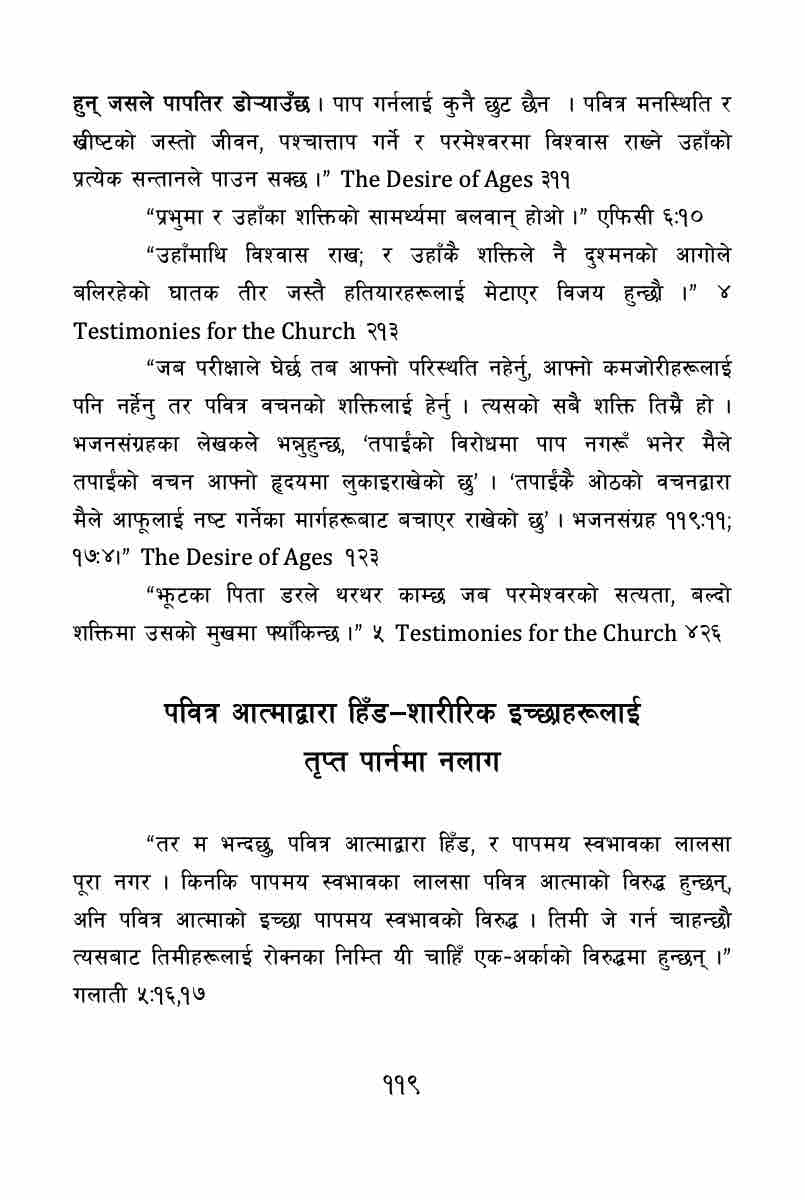 हुन् जसले पापतिर डोऱ्याउँछ । पाप गर्नलाई कुनै छुट छैन । पवित्र मनस्थिति र
ख्रीष्टको जस्तो जीवन, पश्चात्ताप गर्ने र परमेश्वरमा विश्वास राख्ने उहाँको
प्रत्येक सन्तानले पाउन सक्छ ।” The Desire of Ages ३११
“प्रभुमा र उहाँका शक्तिको सामर्थ्यमा बलवान् होओ ।” एफिसी ६:१०
“उहाँमाथि विश्वास राख; र उहाँकै शक्तिले नै दुश्मनको आगोले
बलिरहेको घातक तीर जस्तै हतियारहरूलाई मेटाएर विजय हुन्छौ ।” ४
Testimonies for the Church २१३
“जब परीक्षाले घेर्छ तब आफ्नो परिस्थति नहेर्नु, आफ्नो कमजोरीहरूलाई
पनि नर्हेनु तर पवित्र वचनको शक्तिलाई हेर्नु । त्यसको सबै शक्ति तिम्रै हो ।
भजनसंग्रहका लेखकले भन्नुहुन्छ, ‘तपाईंको विरोधमा पाप नगरूँ भनेर मैले
तपाईंको वचन आफ्नो हृदयमा लुकाइराखेको छु’ । ‘तपाईंकै ओठको वचनद्वारा
मैले आफूलाई नष्ट गर्नेका मार्गहरूबाट बचाएर राखेको छु’ । भजनसंग्रह ११९:११;
१७:४।” The Desire of Ages १२३
“झूटका पिता डरले थरथर काम्छ जब परमेश्वरको सत्यता, बल्दो
शक्तिमा उसको मुखमा फ्याँकिन्छ ।” ५ Testimonies for the Church ४२६
पवित्र आत्माद्वारा हिँड–शारीरिक इच्छाहरूलाई
तृप्त पार्नमा नलाग
“तर म भन्दछु, पवित्र आत्माद्वारा हिँड, र पापमय स्वभावका लालसा
पूरा नगर । किनकि पापमय स्वभावका लालसा पवित्र आत्माको विरुद्ध हुन्छन्,
अनि पवित्र आत्माको इच्छा पापमय स्वभावको विरुद्ध । तिमी जे गर्न चाहन्छौ
त्यसबाट तिमीहरूलाई रोक्नका निम्ति यी चाहिँ एक-अर्काको विरुद्धमा हुन्छन् ।”
गलाती ५:१६,१७
११९